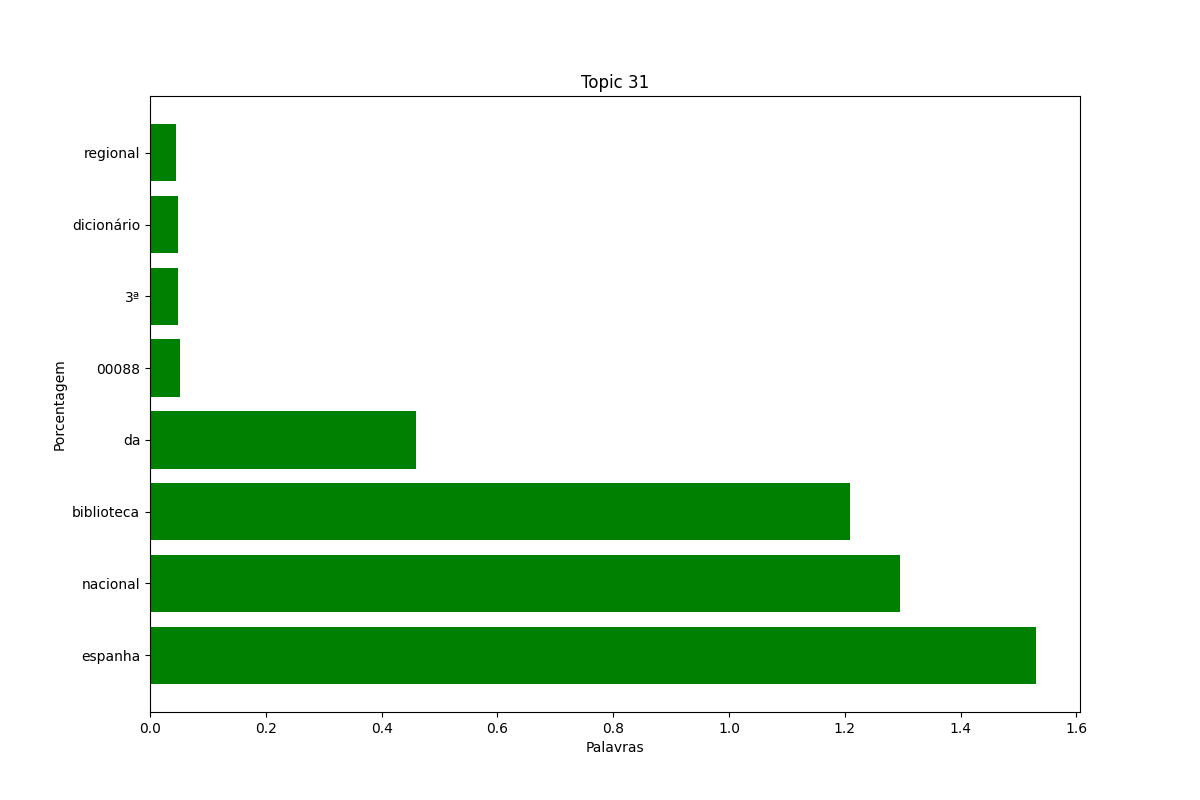 Topic 31
regional
dicionário
3ª
00088
da
biblioteca
nacional
espanha
Porcentagem
0.0 0.2 0.4 0.6 0.8 1.0 1.2 1.4 1.6
Palavras